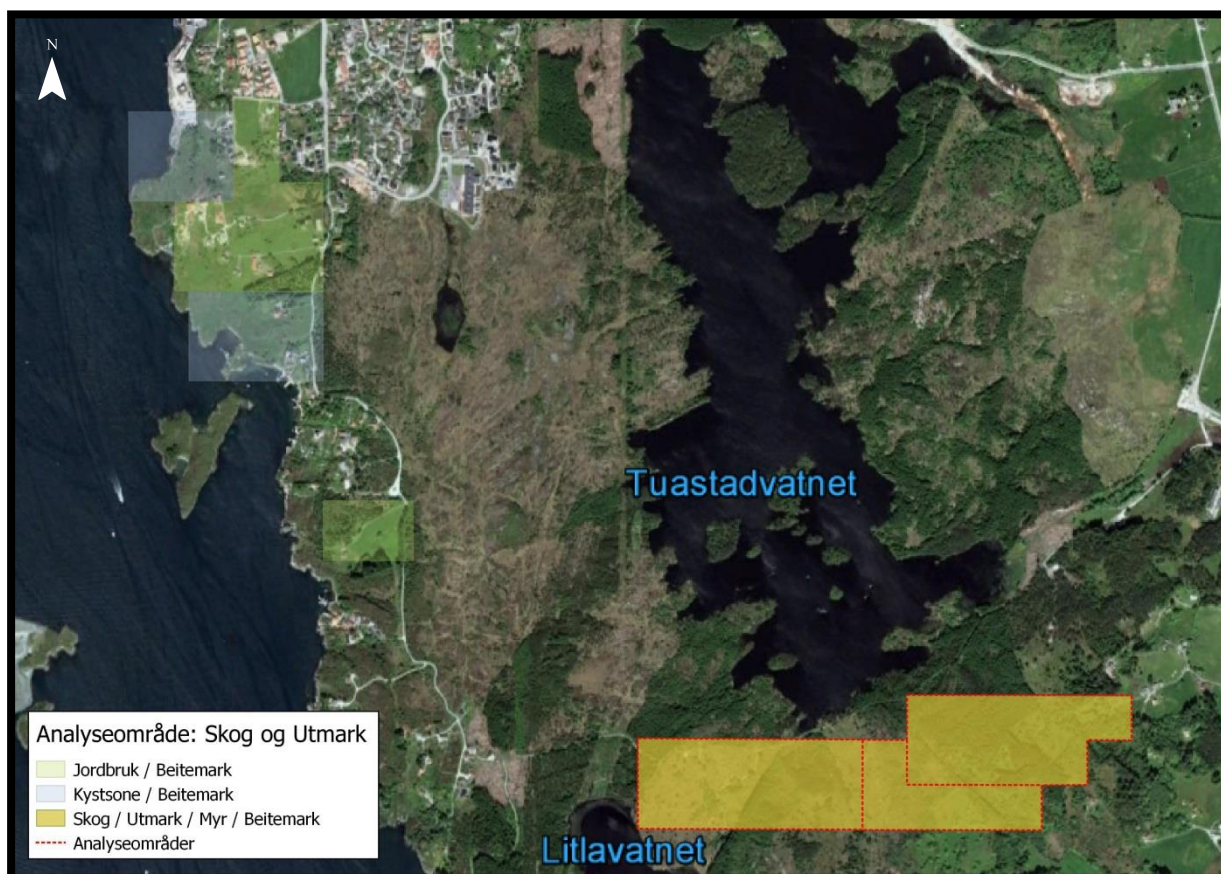 N
Tuastadvatnet
Analyseområde: Skog og Utmark
Jordbruk / Beitemark
Kystsone / Beitemark
Skog / Utmark / Myr / Beitemark
Analyseområder
Litlavatnet